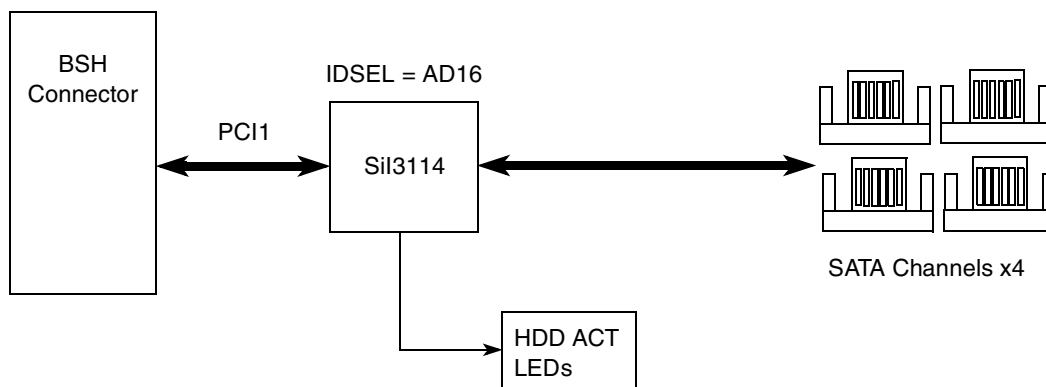 BSH
Connector
IDSEL = AD16
PCI1
SiI3114
SATA Channels x4
HDD ACT
LEDs